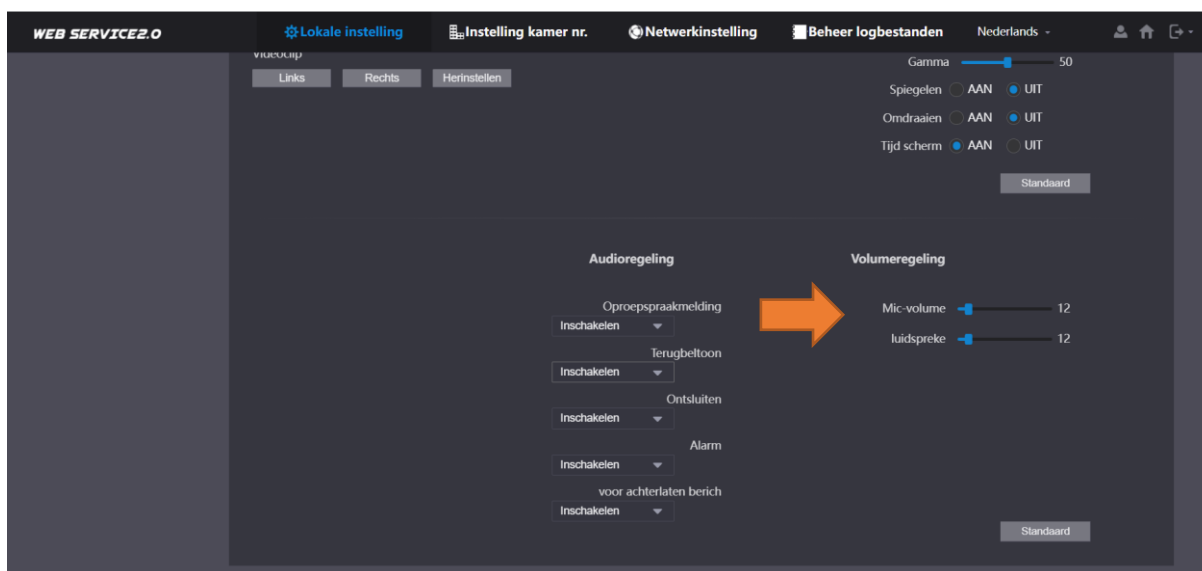 WEB SERVICE2.0 Lokale instelling Instelling kamer nr. Netwerkinstelling Beheer logbestanden Nederlands
Videoclip
Links Rechts Herinstellen
Gamma 50
Spiegelen AAN UIT
Omdraaien AAN UIT
Tijd scherm AAN UIT
Standaard
Audioregeling
Oproepspraakmelding
Inschakelen
Terugbeltoon
Inschakelen
Ontsluiten
Inschakelen
Alarm
Inschakelen
voor achterlaten berich
Inschakelen
Volumeregeling
Mic-volume 12
luidspreke 12
Standaard